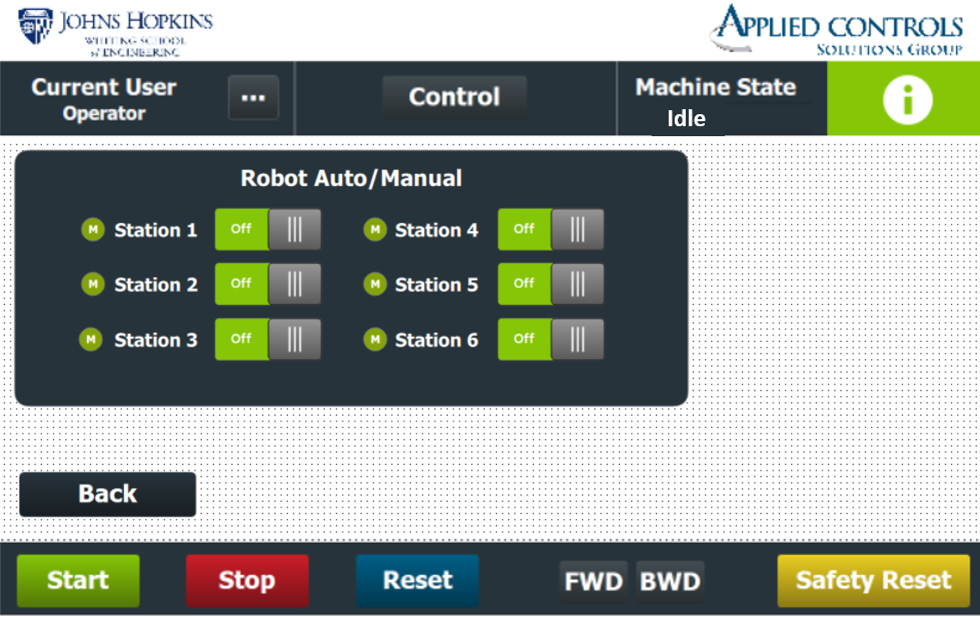 JOHNS HOPKINS
WHITING SCHOOL
of ENGINEERING
APPLIED CONTROLS
SOLUTIONS GROUP
Current User
Operator
...
Control
Machine State
Idle
i
Robot Auto/Manual
M Station 1 Off
M Station 4 Off
M Station 2 Off
M Station 5 Off
M Station 3 Off
M Station 6 Off
Back
Start
Stop
Reset
FWD
BWD
Safety Reset